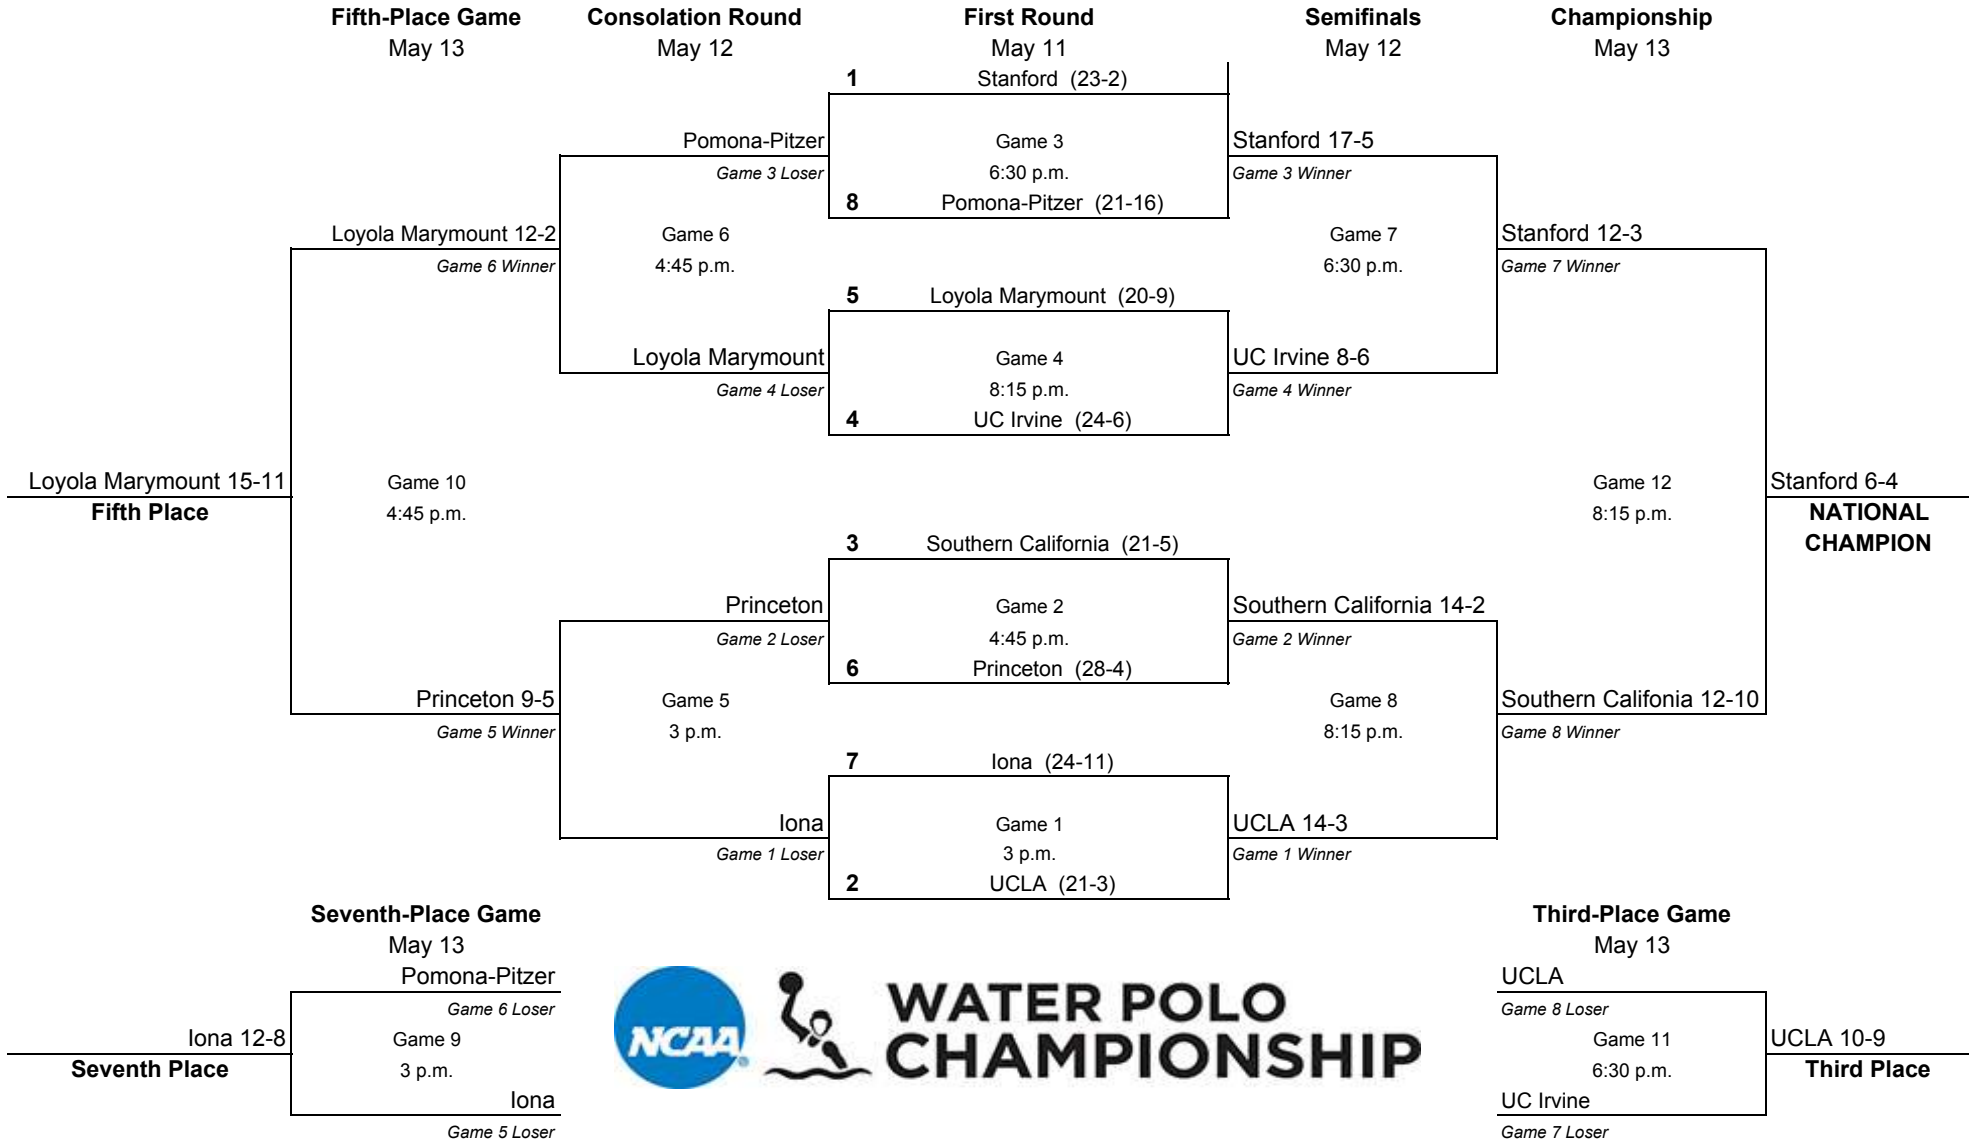 Fifth-Place Game Consolation Round First Round Semifinals Championship
May 13 May 12 May 11 May 12 May 13
1 Stanford (23-2)
Pomona-Pitzer Game 3 Stanford 17-5
Game 3 Loser 6:30 p.m. Game 3 Winner
8 Pomona-Pitzer (21-16)
Loyola Marymount 12-2 Game 6 Game 7 Stanford 12-3
Game 6 Winner 4:45 p.m. 6:30 p.m. Game 7 Winner
5 Loyola Marymount (20-9)
Loyola Marymount Game 4 UC Irvine 8-6
Game 4 Loser 8:15 p.m. Game 4 Winner
4 UC Irvine (24-6)
Loyola Marymount 15-11 Game 10 Game 12 Stanford 6-4
Fifth Place 4:45 p.m. 8:15 p.m. NATIONAL
3 Southern California (21-5) CHAMPION
Princeton Game 2 Southern California 14-2
Game 2 Loser 4:45 p.m. Game 2 Winner
6 Princeton (28-4)
Princeton 9-5 Game 5 Game 8 Southern Califonia 12-10
Game 5 Winner 3 p.m. 8:15 p.m. Game 8 Winner
7 Iona (24-11)
Iona Game 1 UCLA 14-3
Game 1 Loser 3 p.m. Game 1 Winner
2 UCLA (21-3)
Seventh-Place Game Third-Place Game
May 13 May 13
Pomona-Pitzer UCLA
Game 6 Loser Game 8 Loser
Iona 12-8 Game 9 Game 11 UCLA 10-9
Seventh Place 3 p.m. 6:30 p.m. Third Place
Iona UC Irvine
Game 5 Loser Game 7 Loser
NCAA
WATER POLO
CHAMPIONSHIP